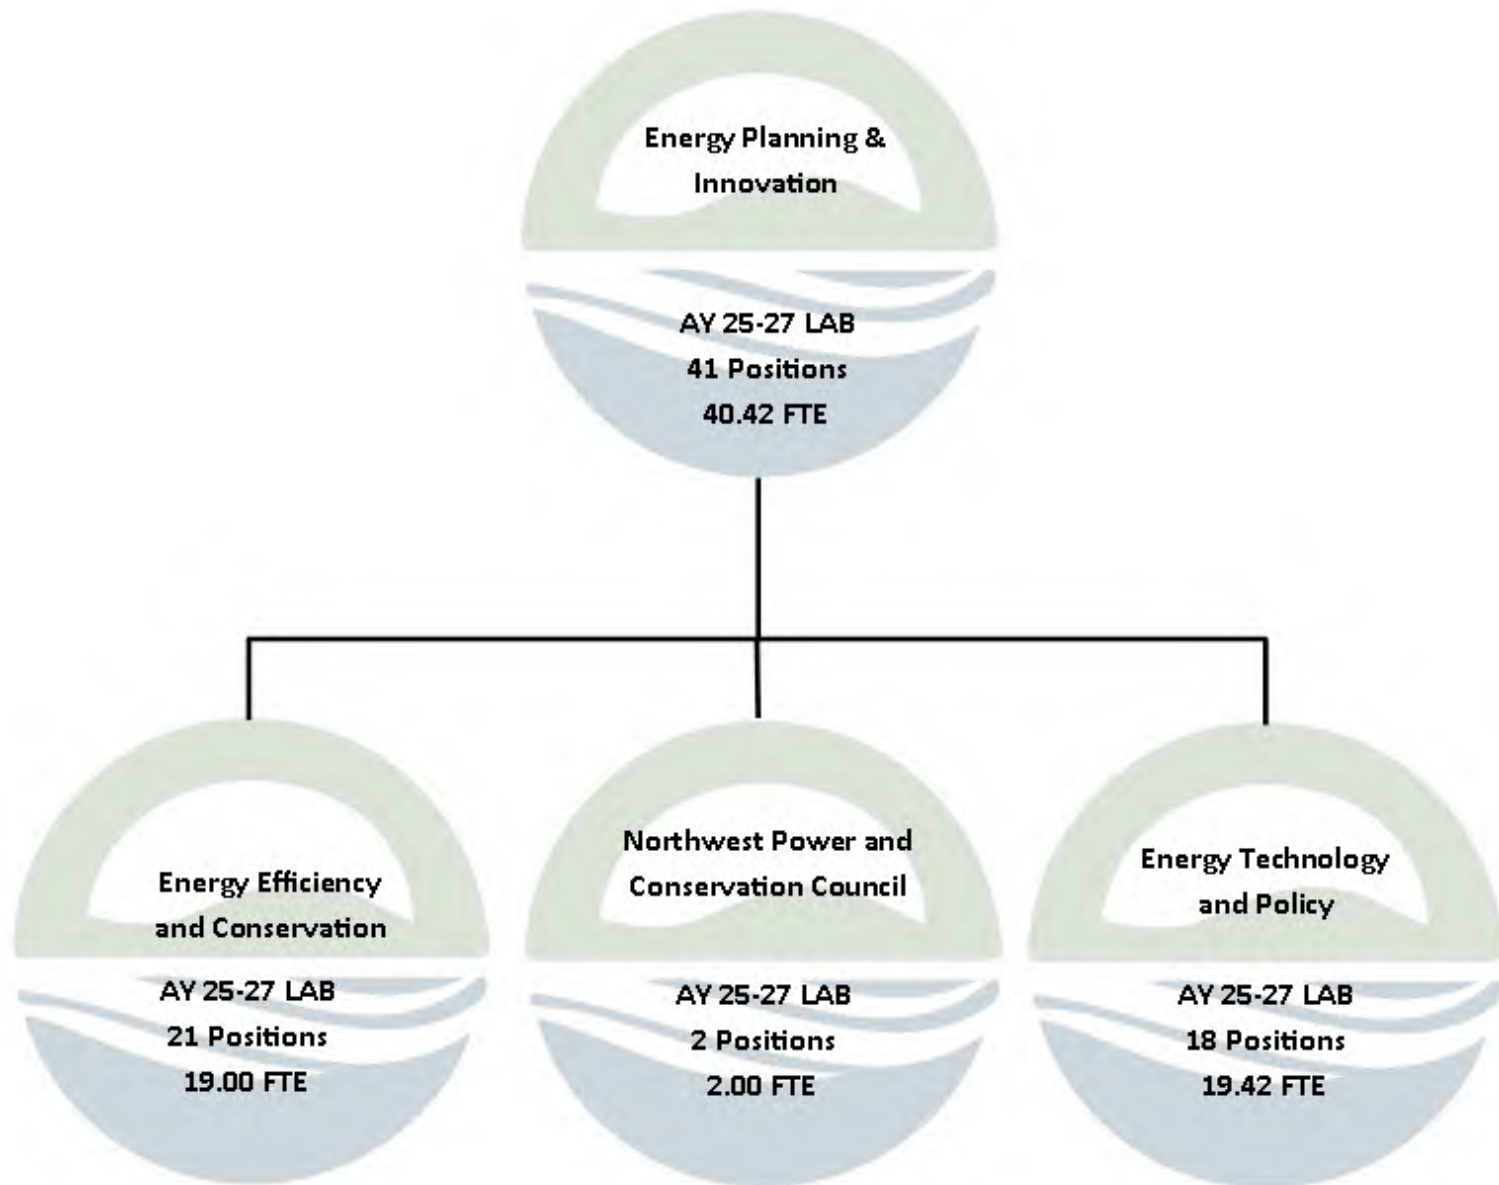 Energy Planning &
Innovation
AY 25-27 LAB
41 Positions
40.42 FTE
Energy Efficiency
and Conservation
AY 25-27 LAB
21 Positions
19.00 FTE
Northwest Power and
Conservation Council
AY 25-27 LAB
2 Positions
2.00 FTE
Energy Technology
and Policy
AY 25-27 LAB
18 Positions
19.42 FTE